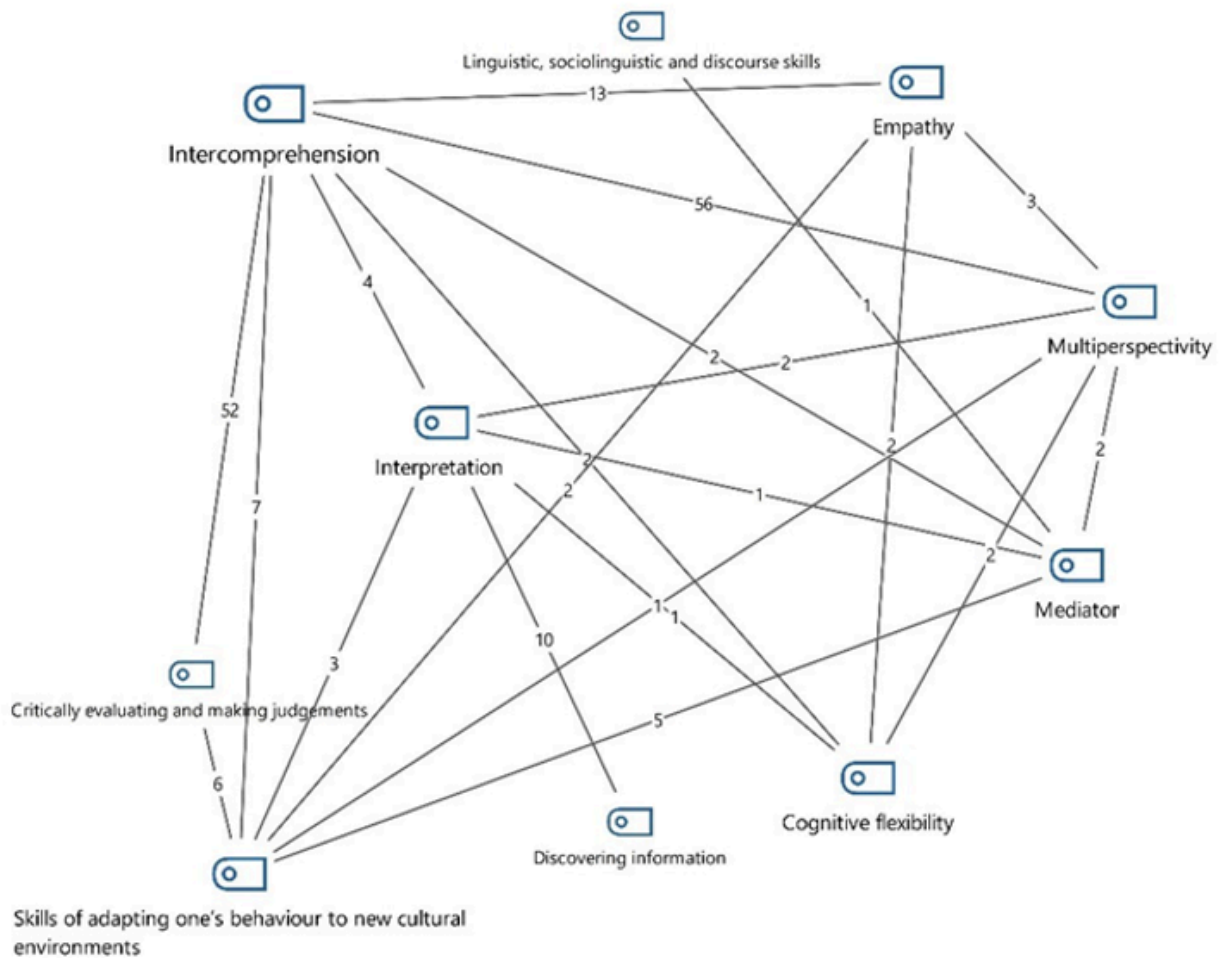 Linguistic, sociolinguistic and discourse skills
13
Empathy
Intercomprehension
56
3
4
1
Multiperspectivity
2
2
52
2
2
Interpretation
2
2
1
7
2
Mediator
1
1
10
3
Critically evaluating and making judgements
5
6
Cognitive flexibility
Discovering information
Skills of adapting one's behaviour to new cultural
environments